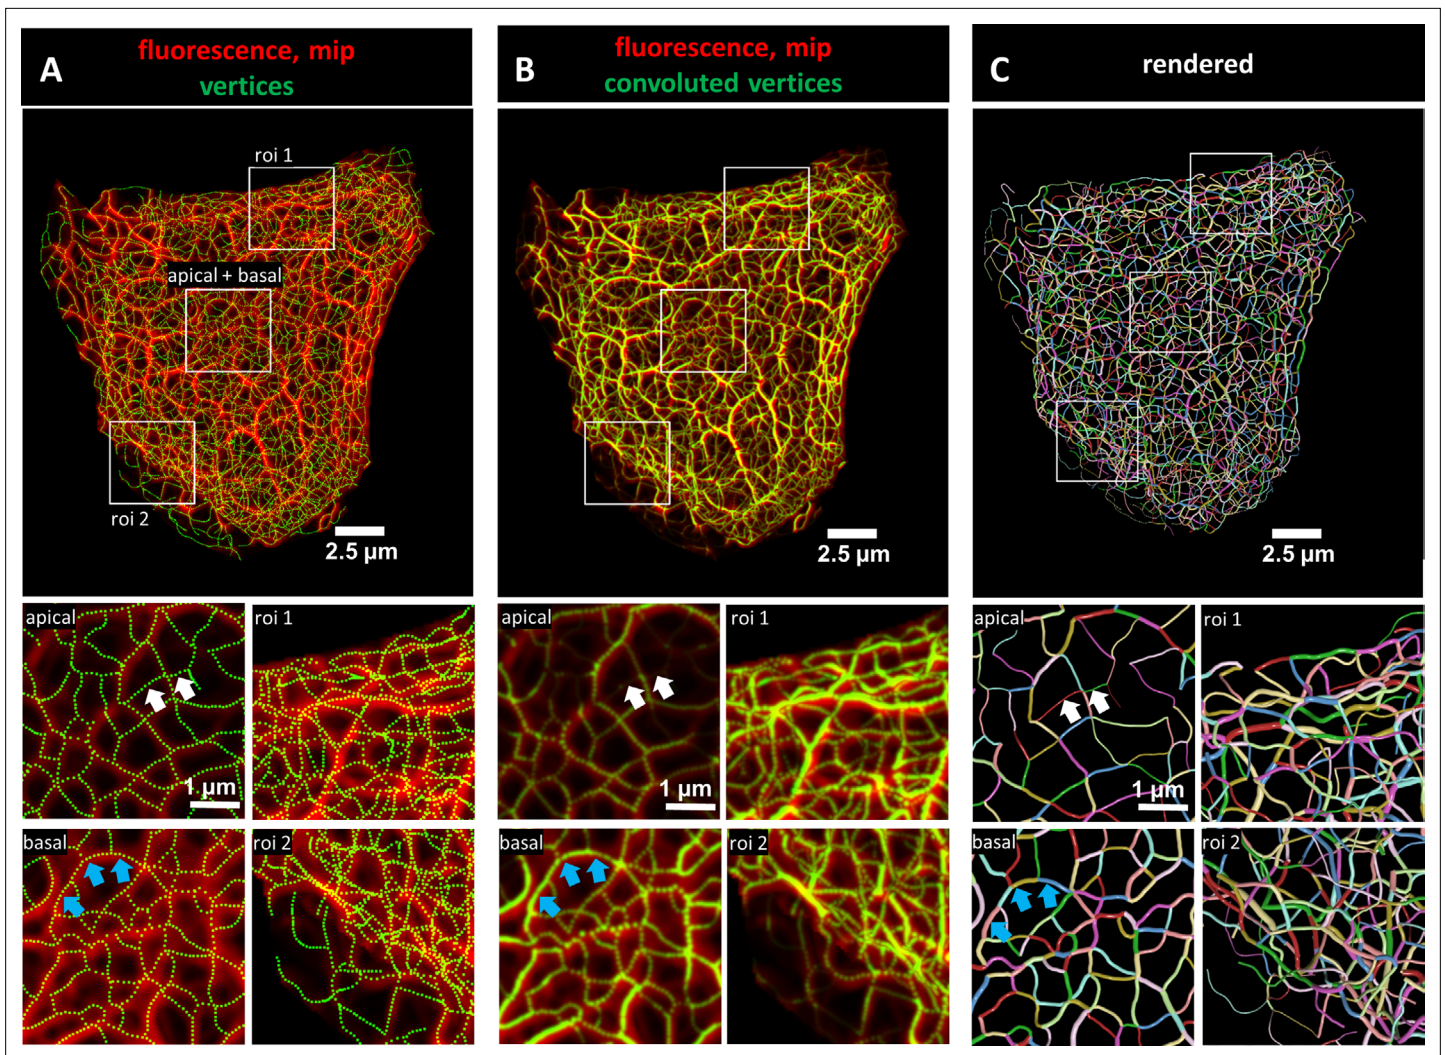 A
fluorescence, mip
vertices
B
fluorescence, mip
convoluted vertices
C
rendered
roi 1
apical + basal
roi 2
2.5 µm
2.5 µm
2.5 µm
apical
1 µm
roi 1
apical
1 µm
roi 1
apical
1 µm
roi 1
basal
roi 2
basal
roi 2
basal
roi 2